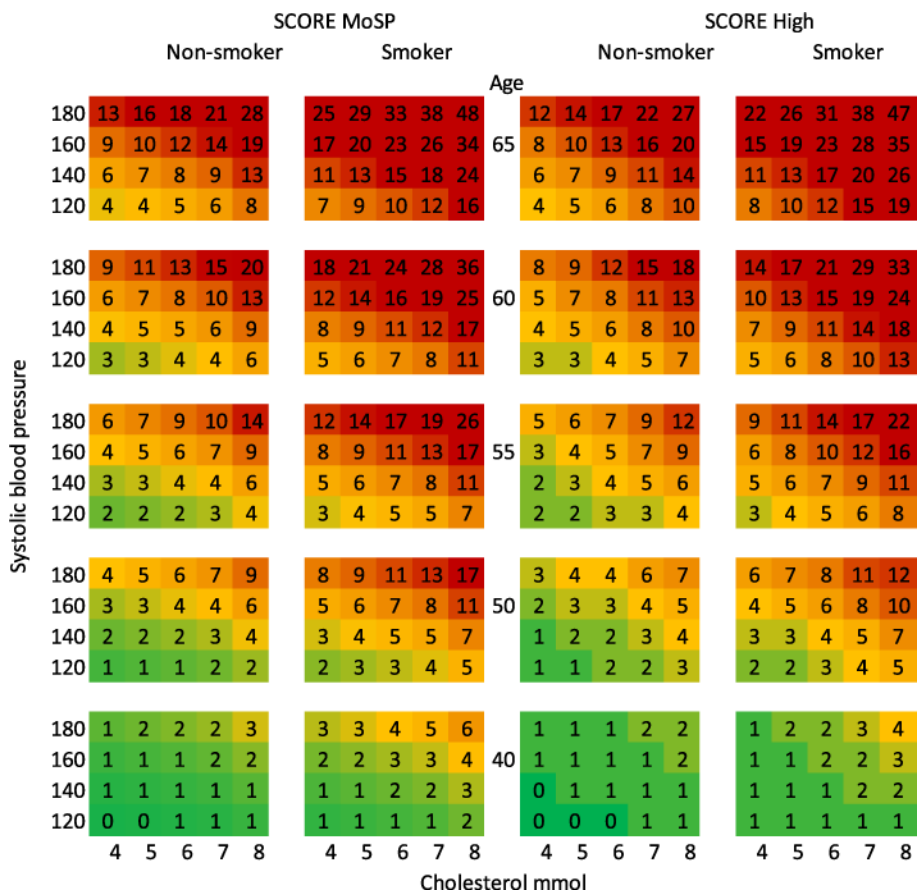 SCORE MoSP SCORE High
Non-smoker Smoker Non-smoker Smoker
Age
180 13 16 18 21 28 25 29 33 38 48 12 14 17 22 27 22 26 31 38 47
160 9 10 12 14 19 17 20 23 26 34 65 8 10 13 16 20 15 19 23 28 35
140 6 7 8 9 13 11 13 15 18 24 6 7 9 11 14 11 13 17 20 26
120 4 4 5 6 8 7 9 10 12 16 4 5 6 8 10 8 10 12 15 19
180 9 11 13 15 20 18 21 24 28 36 8 9 12 15 18 14 17 21 29 33
160 6 7 8 10 13 12 14 16 19 25 60 5 7 8 11 13 10 13 15 19 24
140 4 5 5 6 9 8 9 11 12 17 4 5 6 8 10 7 9 11 14 18
120 3 3 4 4 6 5 6 7 8 11 3 3 4 5 7 5 6 8 10 13
Systolic blood pressure
180 6 7 9 10 14 12 14 17 19 26 5 6 7 9 12 9 11 14 17 22
160 4 5 6 7 9 8 9 11 13 17 55 3 4 5 7 9 6 8 10 12 16
140 3 3 4 4 6 5 6 7 8 11 2 3 4 5 6 5 6 7 9 11
120 2 2 2 3 4 3 4 5 5 7 2 2 3 3 4 3 4 5 6 8
180 4 5 6 7 9 8 9 11 13 17 3 4 4 6 7 6 7 8 11 12
160 3 3 4 4 6 5 6 7 8 11 50 2 3 3 4 5 4 5 6 8 10
140 2 2 2 3 4 3 4 5 5 7 1 2 2 3 4 3 3 4 5 7
120 1 1 1 2 2 2 3 3 4 5 1 1 2 2 3 2 2 3 4 5
180 1 2 2 2 3 3 3 4 5 6 1 1 1 2 2 1 2 2 3 4
160 1 1 1 2 2 2 2 3 3 4 40 1 1 1 1 2 1 1 2 2 3
140 1 1 1 1 1 1 1 2 2 3 0 1 1 1 1 1 1 1 2 2
120 0 0 1 1 1 1 1 1 1 2 0 0 0 1 1 1 1 1 1 1
4 5 6 7 8 4 5 6 7 8 4 5 6 7 8 4 5 6 7 8
Cholesterol mmol